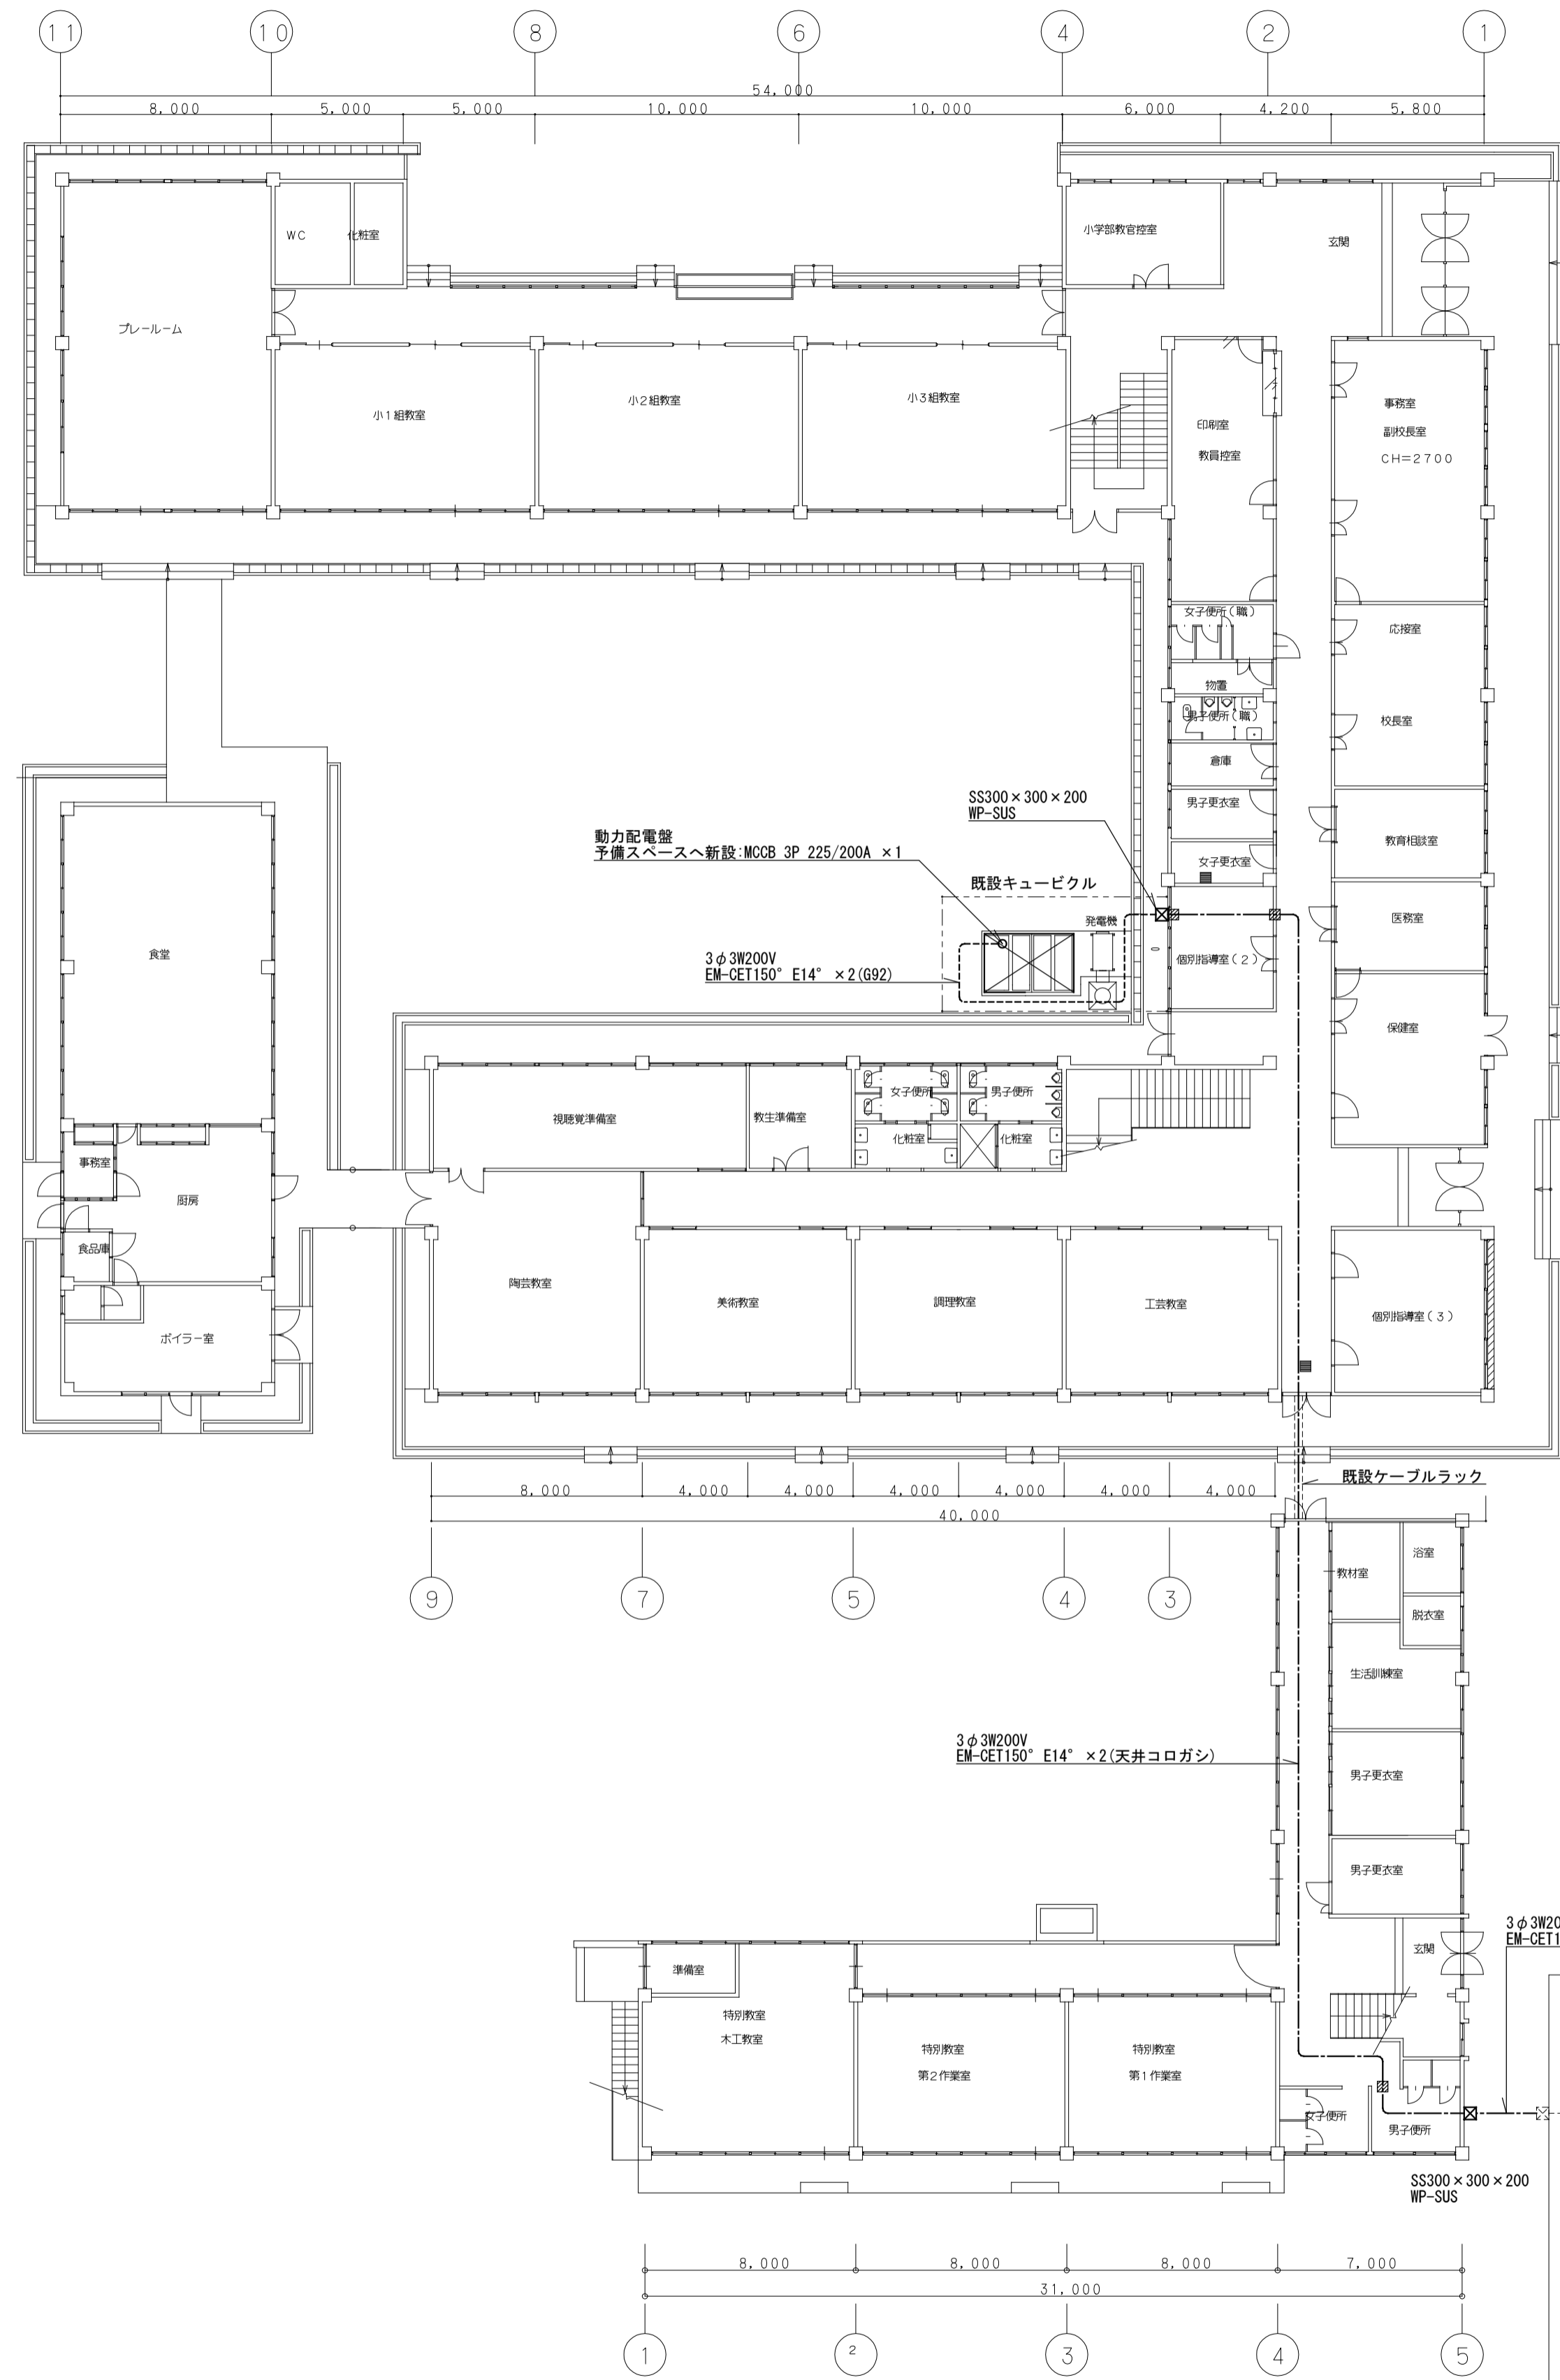 11 10 8 6 4 2 1
54,000
8,000 5,000 5,000 10,000 10,000 6,000 4,200 5,800
WC 化粧室
小学部教官控室
玄関
プレールーム
小1組教室
小2組教室
小3組教室
印刷室
教員控室
事務室
副校長室
CH=2700
女子便所(職)
応接室
物置
男子便所(職)
校長室
倉庫
男子更衣室
教育相談室
女子更衣室
SS300×300×200
WP-SUS
動力配電盤
予備スペースへ新設:MCCB 3P 225/200A ×1
既設キュービクル
発電機
医務室
食堂
3φ3W200V
EM-CET150° E14° ×2(G92)
個別指導室(2)
保健室
視聴覚準備室
教生準備室
女子便所
男子便所
化粧室
化粧室
事務室
厨房
食品庫
ボイラー室
陶芸教室
美術教室
調理教室
工芸教室
個別指導室(3)
既設ケーブルラック
8,000 4,000 4,000 4,000 4,000 4,000 4,000
40,000
9 7 5 4 3
教材室
浴室
脱衣室
生活訓練室
3φ3W200V
EM-CET150° E14° ×2(天井コロガシ)
男子更衣室
男子更衣室
3φ3W20
EM-CET1
玄関
準備室
特別教室
木工教室
特別教室
第2作業室
特別教室
第1作業室
女子便所
男子便所
SS300×300×200
WP-SUS
8,000 8,000 8,000 7,000
31,000
1 2 3 4 5